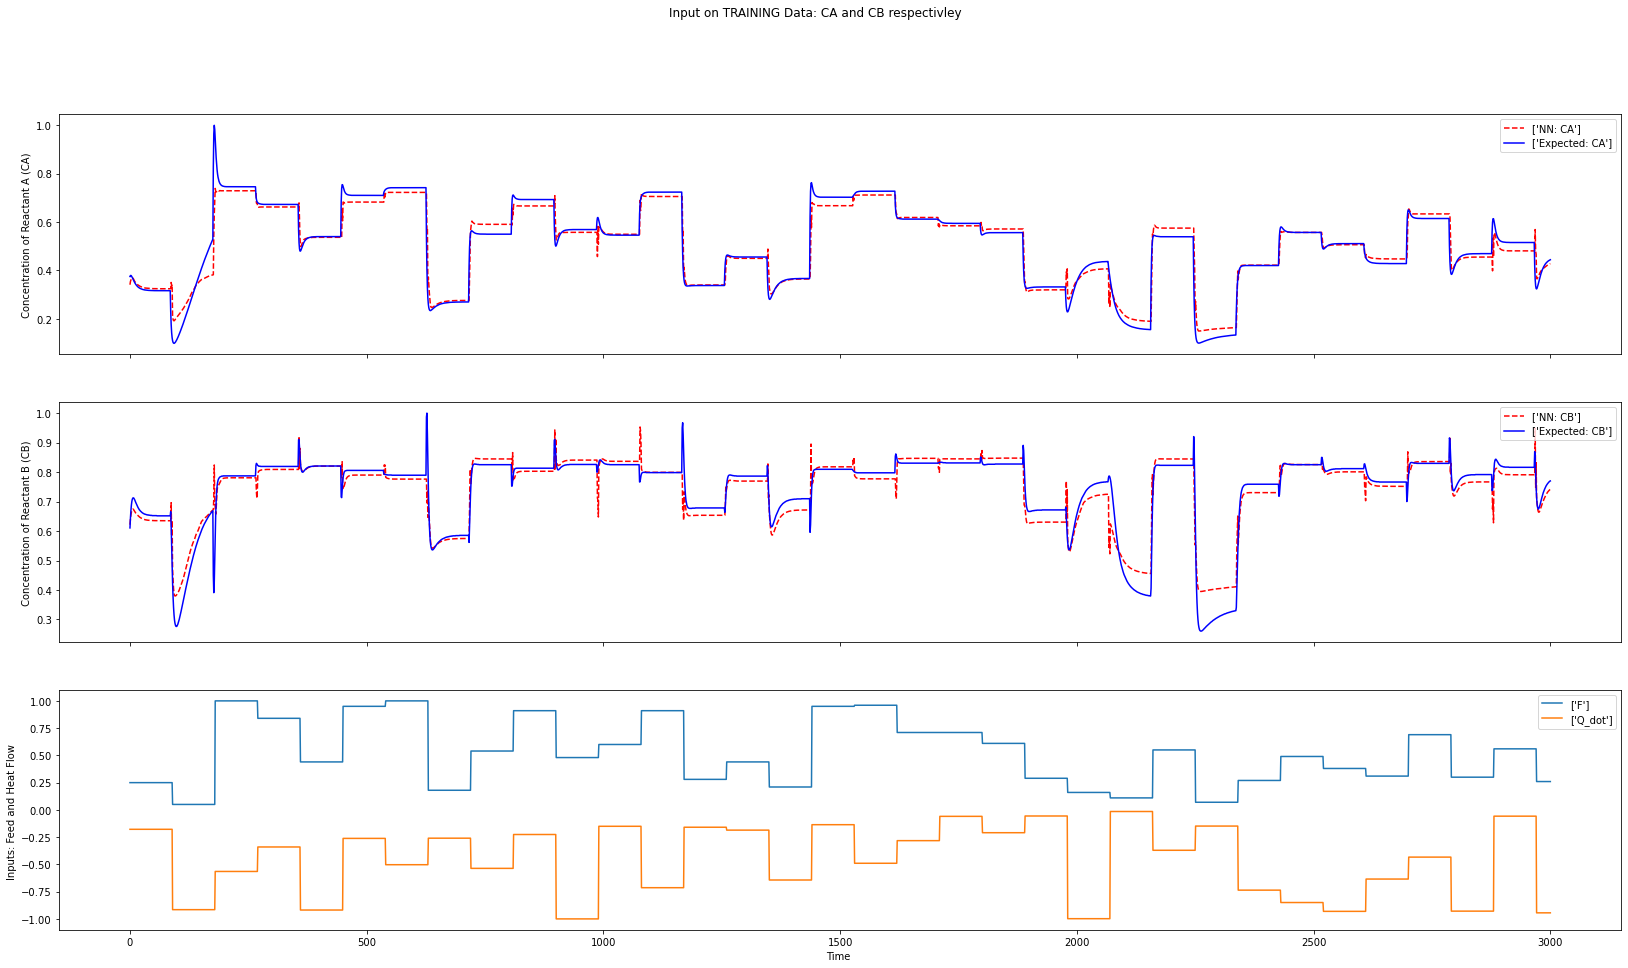 Input on TRAINING Data: CA and CB respectivley
Concentration of Reactant A (CA)
1.0
0.8
0.6
0.4
0.2
['NN: CA']
['Expected: CA']
Concentration of Reactant B (CB)
1.0
0.9
0.8
0.7
0.6
0.5
0.4
0.3
['NN: CB']
['Expected: CB']
Inputs: Feed and Heat Flow
1.00
0.75
0.50
0.25
0.00
−0.25
−0.50
−0.75
−1.00
['F']
['Q_dot']
0 500 1000 1500 2000 2500 3000
Time